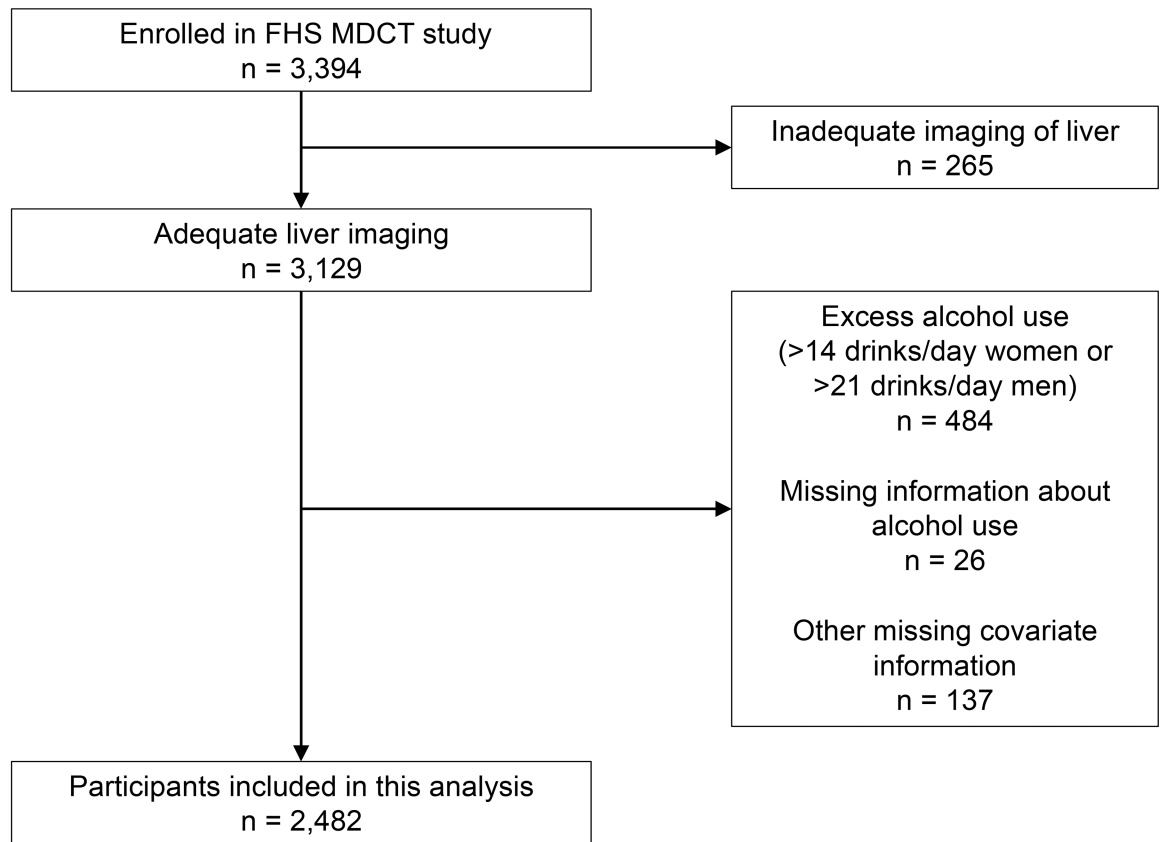 Enrolled in FHS MDCT study
n = 3,394
Inadequate imaging of liver
n = 265
Adequate liver imaging
n = 3,129
Excess alcohol use
(>14 drinks/day women or
>21 drinks/day men)
n = 484
Missing information about
alcohol use
n = 26
Other missing covariate
information
n = 137
Participants included in this analysis
n = 2,482